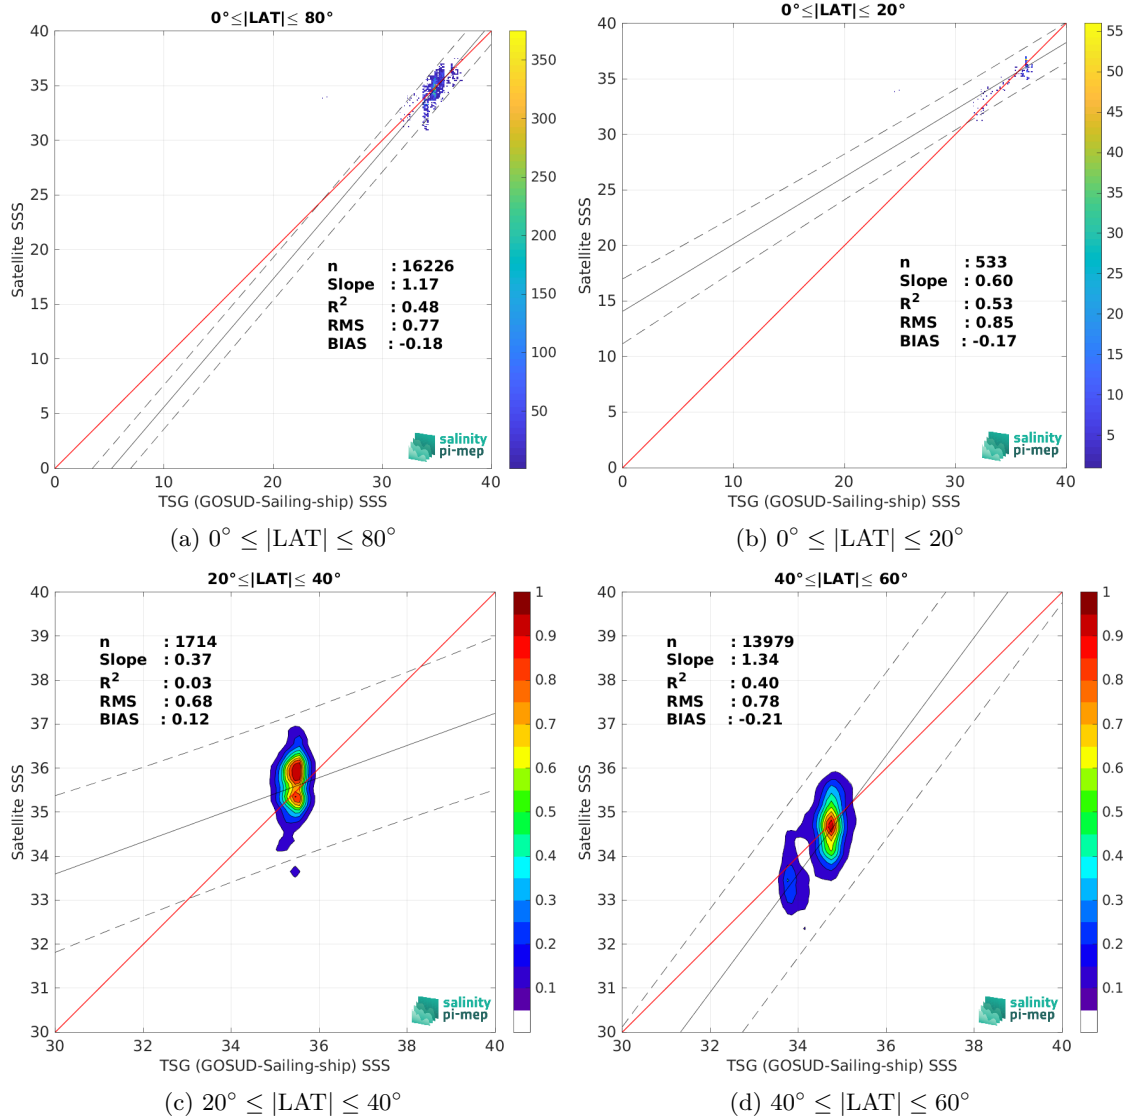 0°≤|LAT|≤ 80°
Satellite SSS
40
35
30
25
20
15
10
5
0
0
10
20
30
40
TSG (GOSUD-Sailing-ship) SSS
n : 16226
Slope : 1.17
R2 : 0.48
RMS : 0.77
BIAS : -0.18
350
300
250
200
150
100
50
salinity
pi-mep
(a) 0° ≤ |LAT| ≤ 80°
0°≤|LAT|≤ 20°
Satellite SSS
40
35
30
25
20
15
10
5
0
0
10
20
30
40
TSG (GOSUD-Sailing-ship) SSS
n : 533
Slope : 0.60
R2 : 0.53
RMS : 0.85
BIAS : -0.17
55
50
45
40
35
30
25
20
15
10
5
salinity
pi-mep
(b) 0° ≤ |LAT| ≤ 20°
20°≤|LAT|≤ 40°
Satellite SSS
40
39
38
37
36
35
34
33
32
31
30
30
32
34
36
38
40
TSG (GOSUD-Sailing-ship) SSS
n : 1714
Slope : 0.37
R2 : 0.03
RMS : 0.68
BIAS : 0.12
1
0.9
0.8
0.7
0.6
0.5
0.4
0.3
0.2
0.1
salinity
pi-mep
(c) 20° ≤ |LAT| ≤ 40°
40°≤|LAT|≤ 60°
Satellite SSS
40
39
38
37
36
35
34
33
32
31
30
30
32
34
36
38
40
TSG (GOSUD-Sailing-ship) SSS
n : 13979
Slope : 1.34
R2 : 0.40
RMS : 0.78
BIAS : -0.21
1
0.9
0.8
0.7
0.6
0.5
0.4
0.3
0.2
0.1
salinity
pi-mep
(d) 40° ≤ |LAT| ≤ 60°